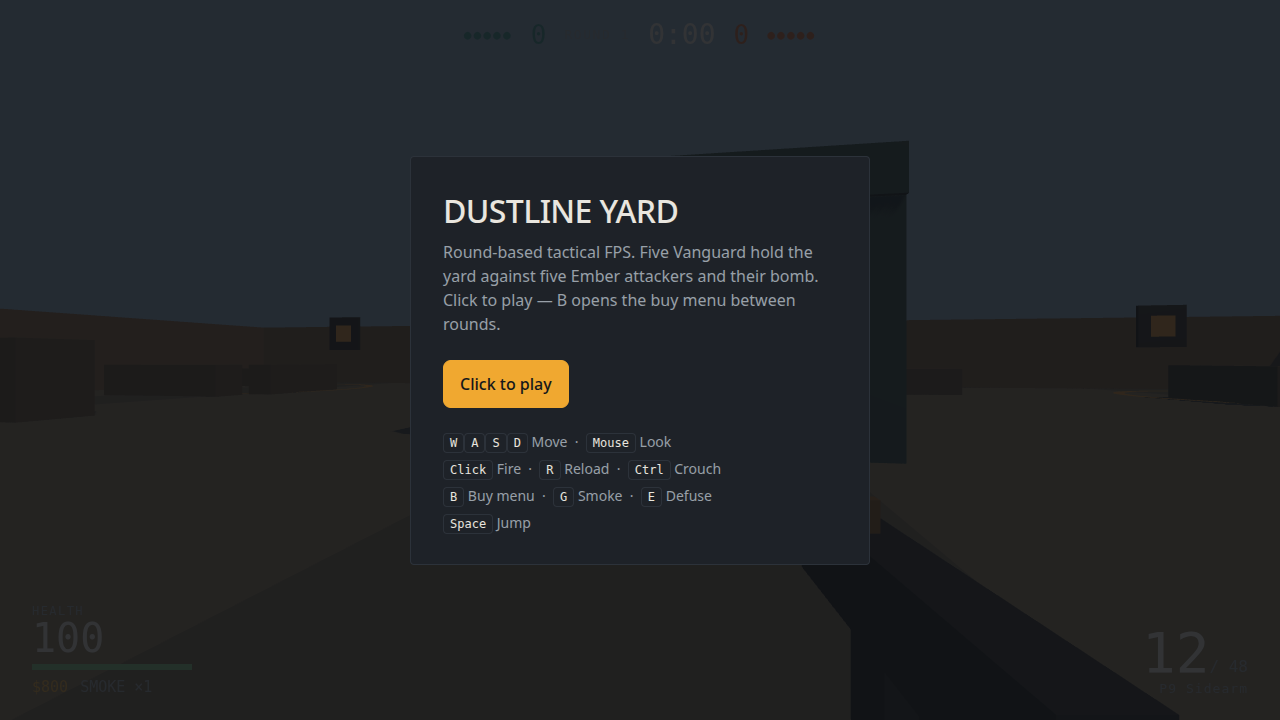 0 0:00 0
DUSTLINE YARD
Round-based tactical FPS. Five Vanguard hold the
yard against five Ember attackers and their bomb.
Click to play — B opens the buy menu between
rounds.
Click to play
W A S D Move · Mouse Look
Click Fire · R Reload · Ctrl Crouch
B Buy menu · G Smoke · E Defuse
Space Jump
HEALTH
100
$800 SMOKE ×1
12 / 48
P9 Sidearm